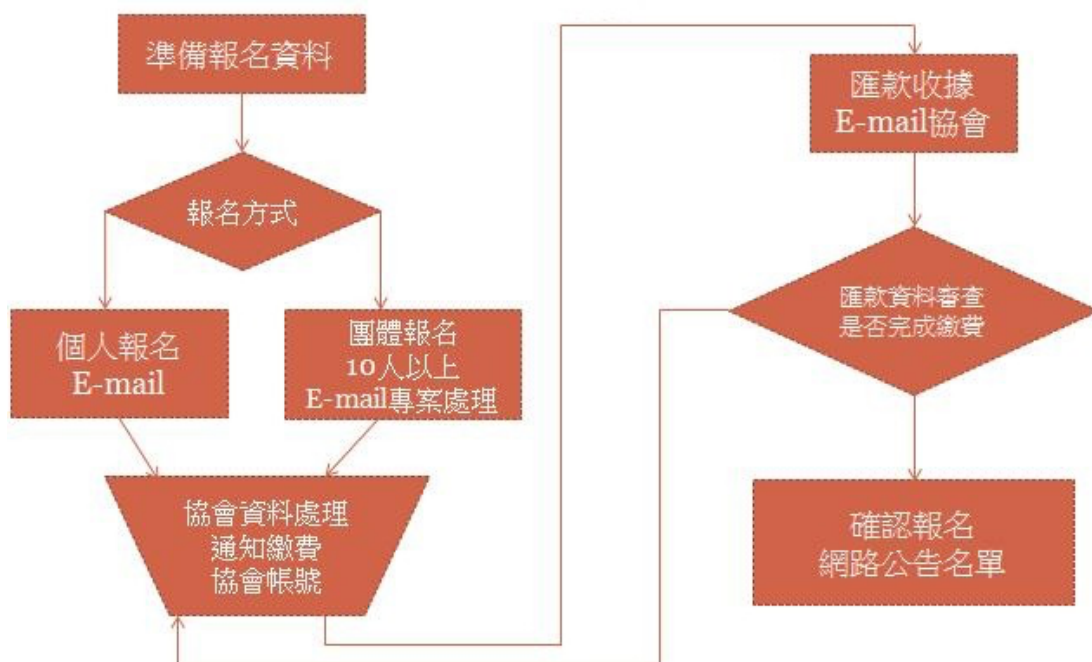 準備報名資料
報名方式
個人報名
E-mail
團體報名
10人以上
E-mail專案處理
協會資料處理
通知繳費
協會帳號
匯款收據
E-mail協會
匯款資料審查
是否完成繳費
確認報名
網路公告名單